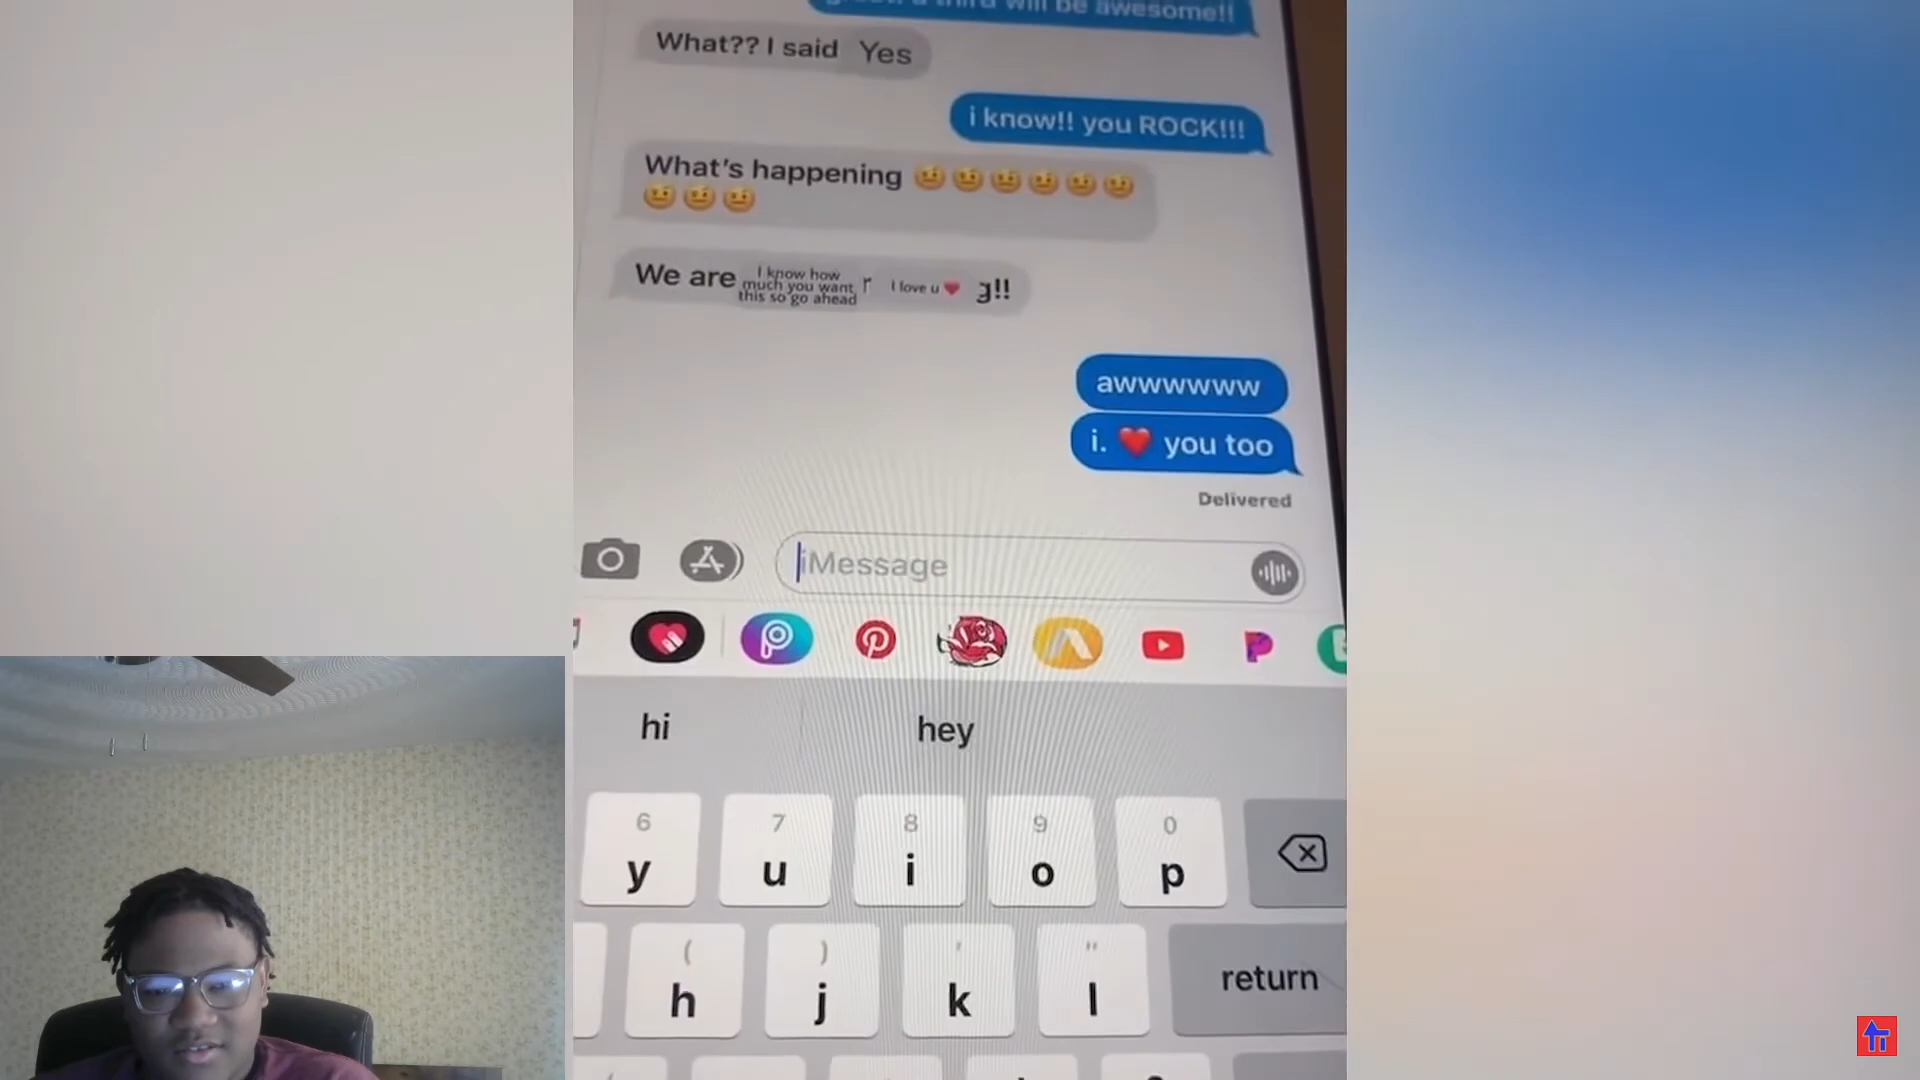 will be awesome!!
What?? I said Yes
i know!! you ROCK!!!
What's happening 🤨🤨🤨🤨🤨🤨
🤨🤨🤨
We are I know how
much you want
this so go ahead
I love u ❤️ g!!
awwwwww
i. ❤️ you too
Delivered
iMessage
hi hey
6 7 8 9 0
y u i o p
( ) ' "
h j k l return